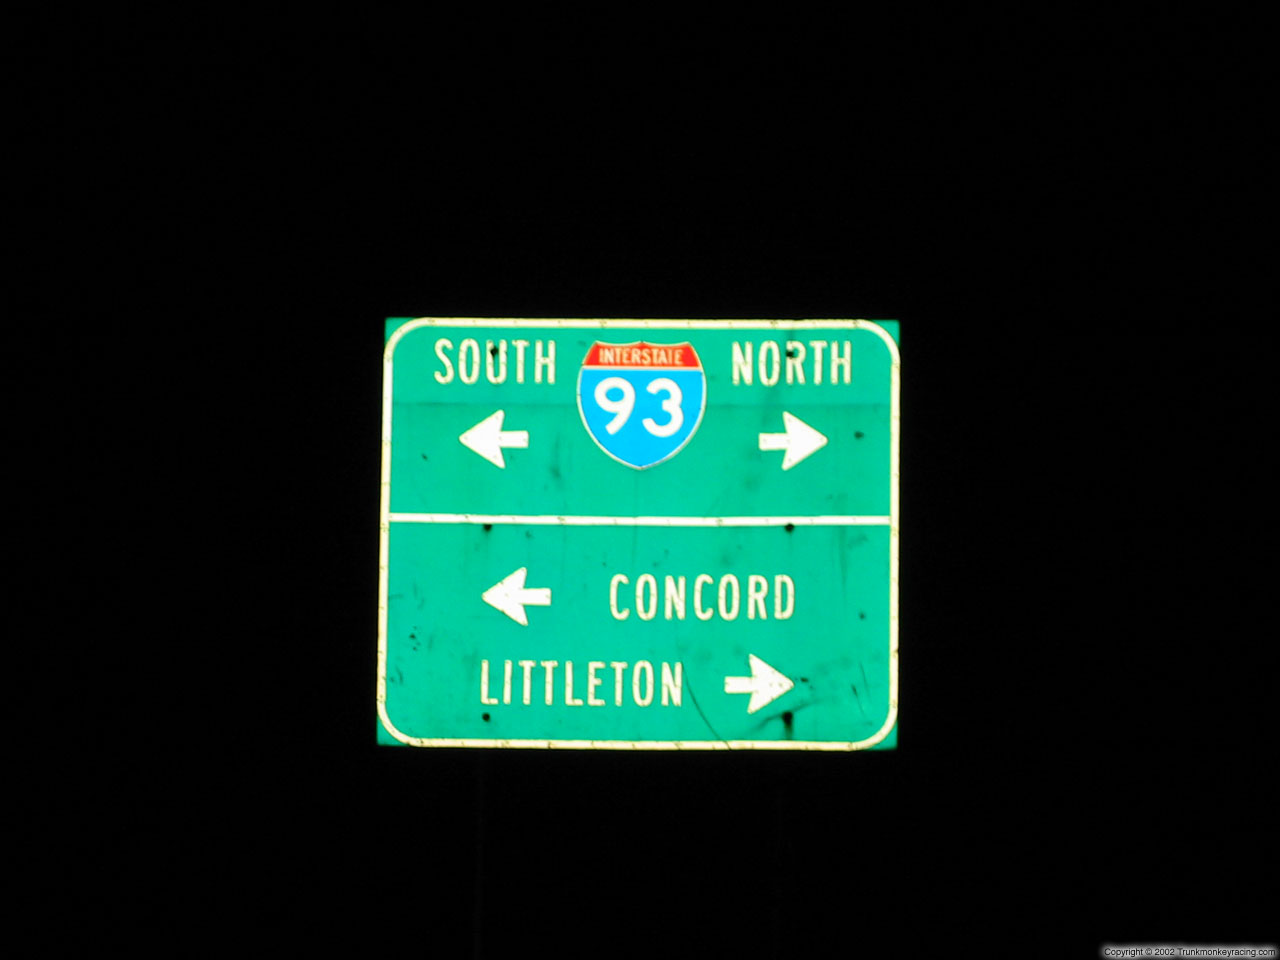 SOUTH INTERSTATE NORTH
93
CONCORD
LITTLETON
Copyright © 2002 Trunkmonkeyracing.com